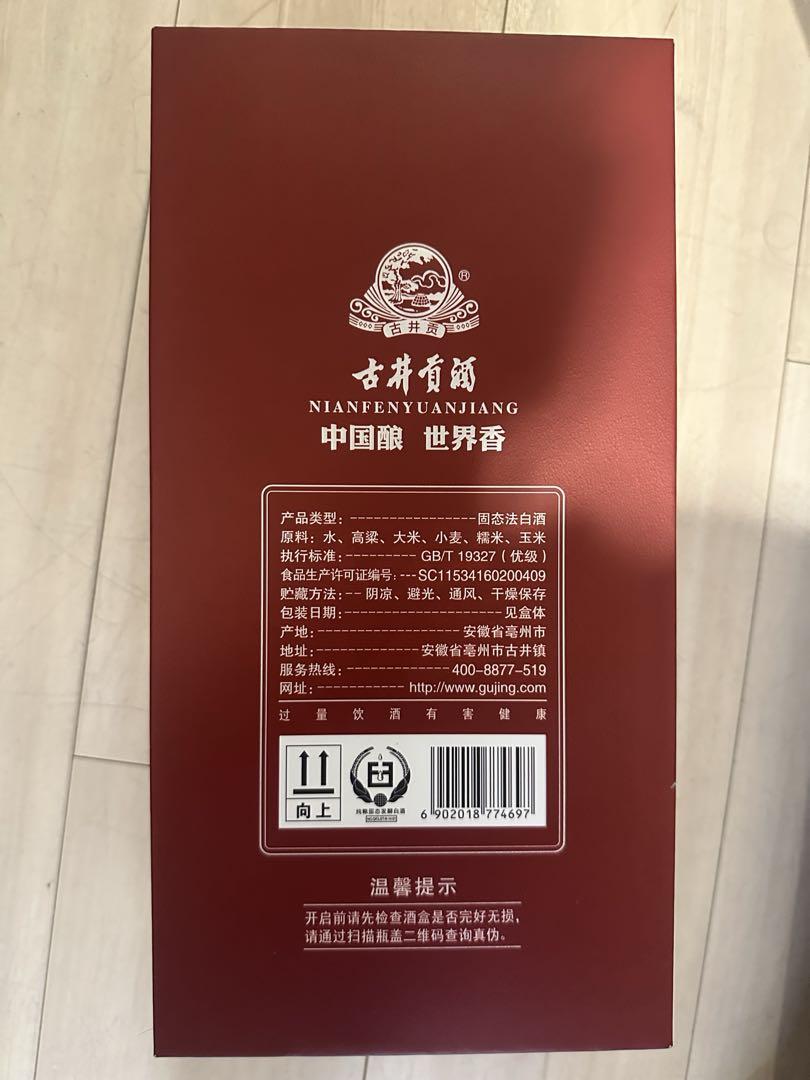 ®
古井贡
古井贡酒
NIANFENYUANJIANG
中国酿 世界香
产品类型:----------------固态法白酒
原料: 水、高粱、大米、小麦、糯米、玉米
执行标准:--------- GB/T 19327 (优级)
食品生产许可证编号:---SC11534160200409
贮藏方法:-- 阴凉、避光、通风、干燥保存
包装日期:---------------------见盒体
产地:------------------安徽省亳州市
地址:-------------安徽省亳州市古井镇
服务热线:-------------400-8877-519
网址:------------ http://www.gujing.com
过量饮酒有害健康
向上
纯粮固态发酵白酒
6 902018 774697
温馨提示
开启前请先检查酒盒是否完好无损,
请通过扫描瓶盖二维码查询真伪。